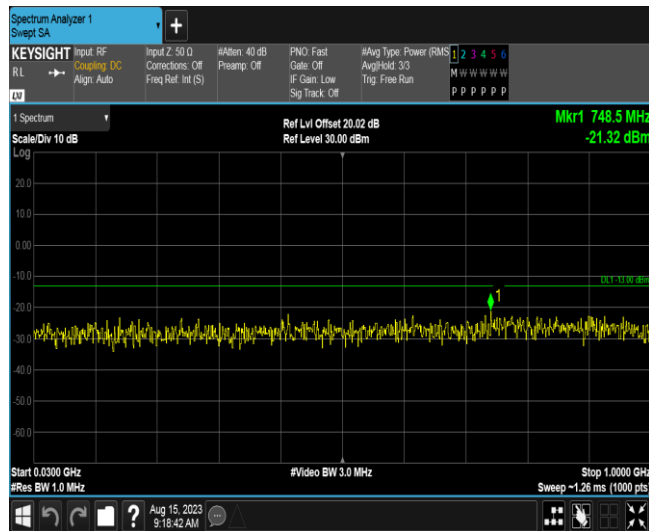 Spectrum Analyzer 1
Swept SA
+
KEYSIGHT
RL
LXI
Input: RF
Coupling: DC
Align: Auto
Input Z: 50 Ω
Corrections: Off
Freq Ref: Int (S)
#Atten: 40 dB
Preamp: Off
PNO: Fast
Gate: Off
IF Gain: Low
Sig Track: Off
#Avg Type: Power (RMS
Avg|Hold: 3/3
Trig: Free Run
1 2 3 4 5 6
M W W W W W
P P P P P P
1 Spectrum
Scale/Div 10 dB
Log
Ref Lvl Offset 20.02 dB
Ref Level 30.00 dBm
Mkr1 748.5 MHz
-21.32 dBm
20.0
10.0
0.00
-10.0
DL1 -13.00 dBm
1
-20.0
-30.0
-40.0
-50.0
-60.0
Start 0.0300 GHz
#Res BW 1.0 MHz
#Video BW 3.0 MHz
Stop 1.0000 GHz
Sweep ~1.26 ms (1000 pts)
?
Aug 15, 2023
9:18:42 AM